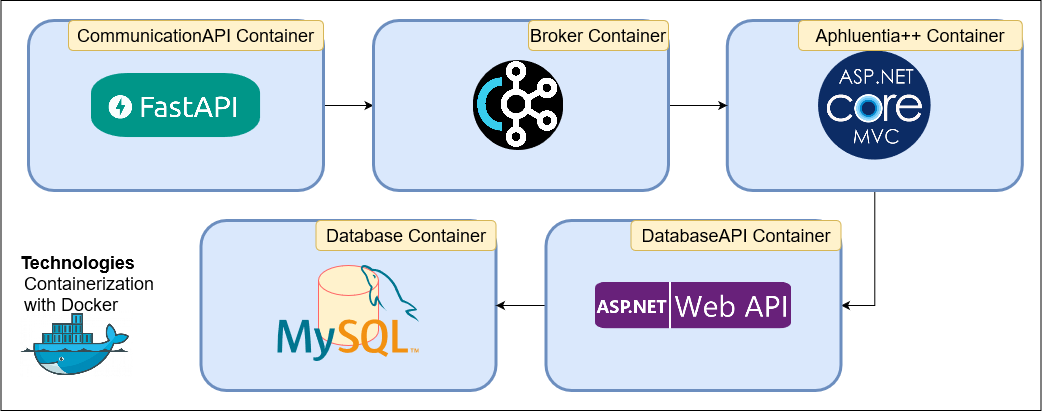 CommunicationAPI Container
Broker Container
Aphluentia++ Container
FastAPI
ASP.NET
core
MVC
Database Container
DatabaseAPI Container
MySQL™
ASP.NET Web API
Technologies
Containerization
with Docker